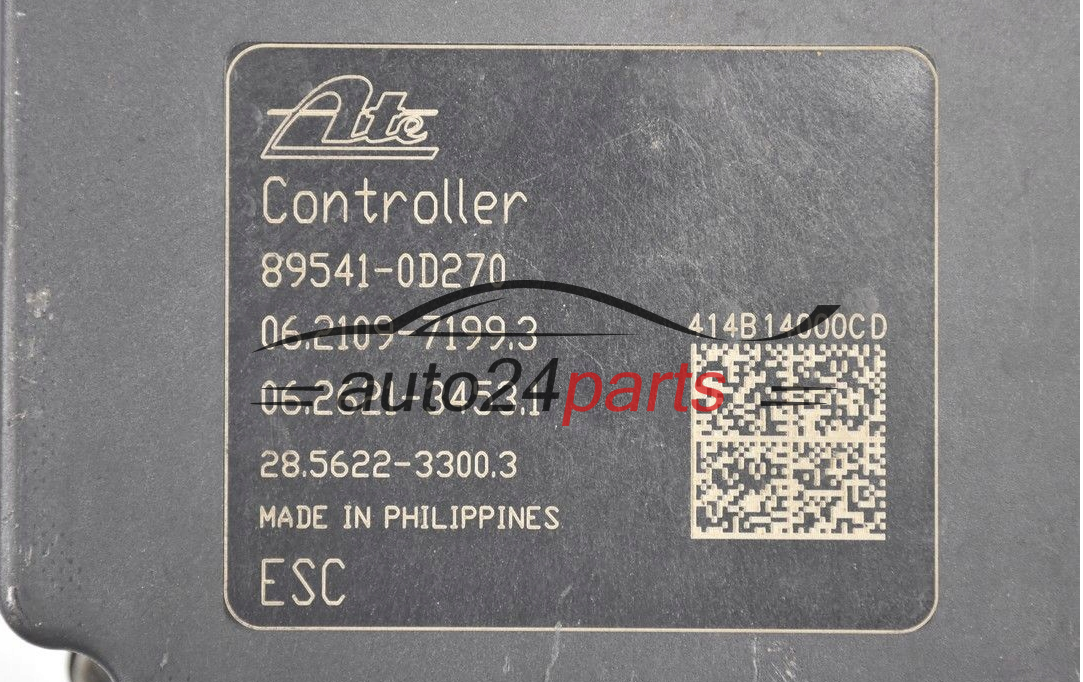 Ate
Controller
89541-0D270
06.2109-7199.3
414B14000CD
auto24parts
28.5622-3300.3
MADE IN PHILIPPINES
ESC